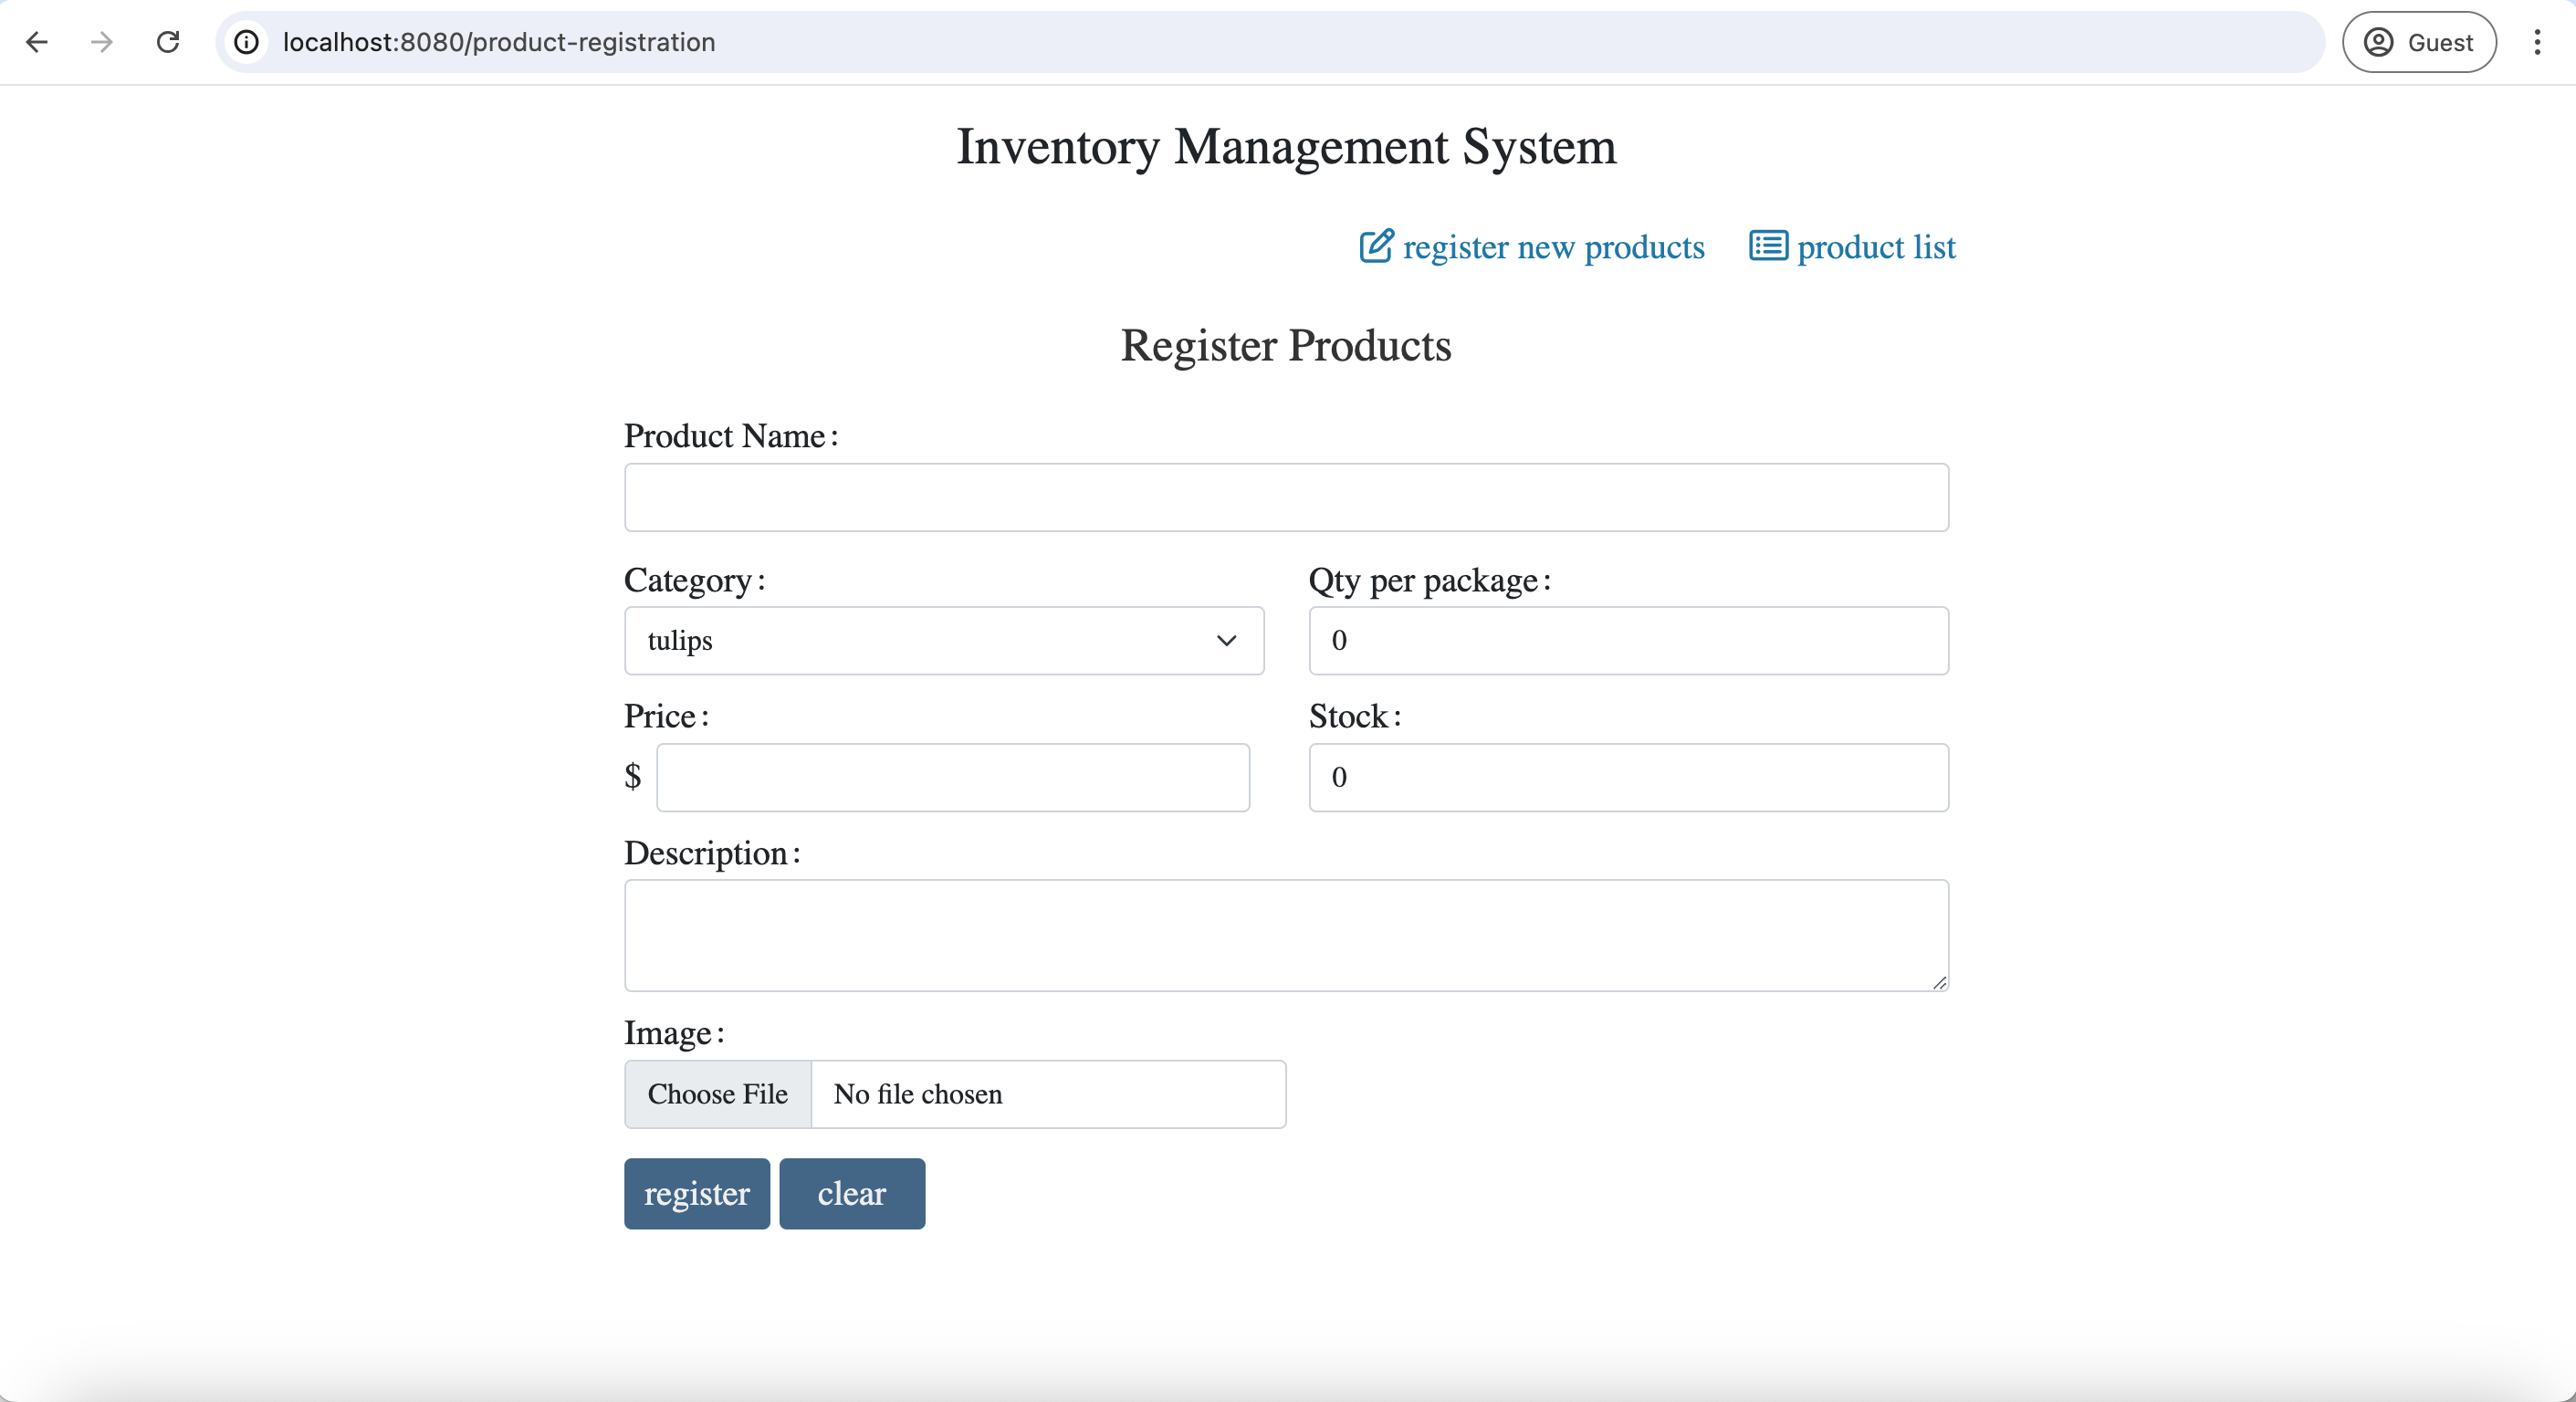 localhost:8080/product-registration
Guest
Inventory Management System
register new products product list
Register Products
Product Name:
Category: Qty per package:
tulips 0
Price: Stock:
$ 0
Description:
Image:
Choose File No file chosen
register clear